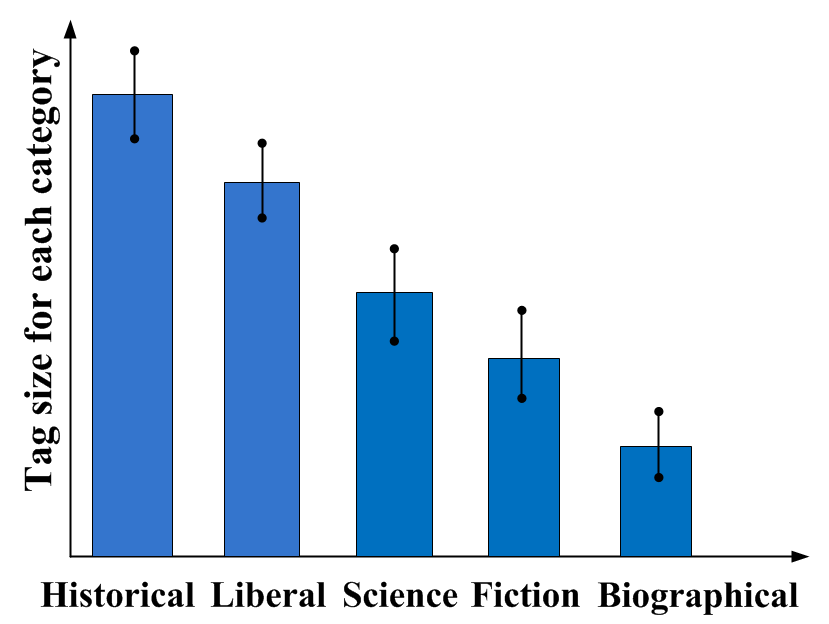 Tag size for each category
Historical Liberal Science Fiction Biographical